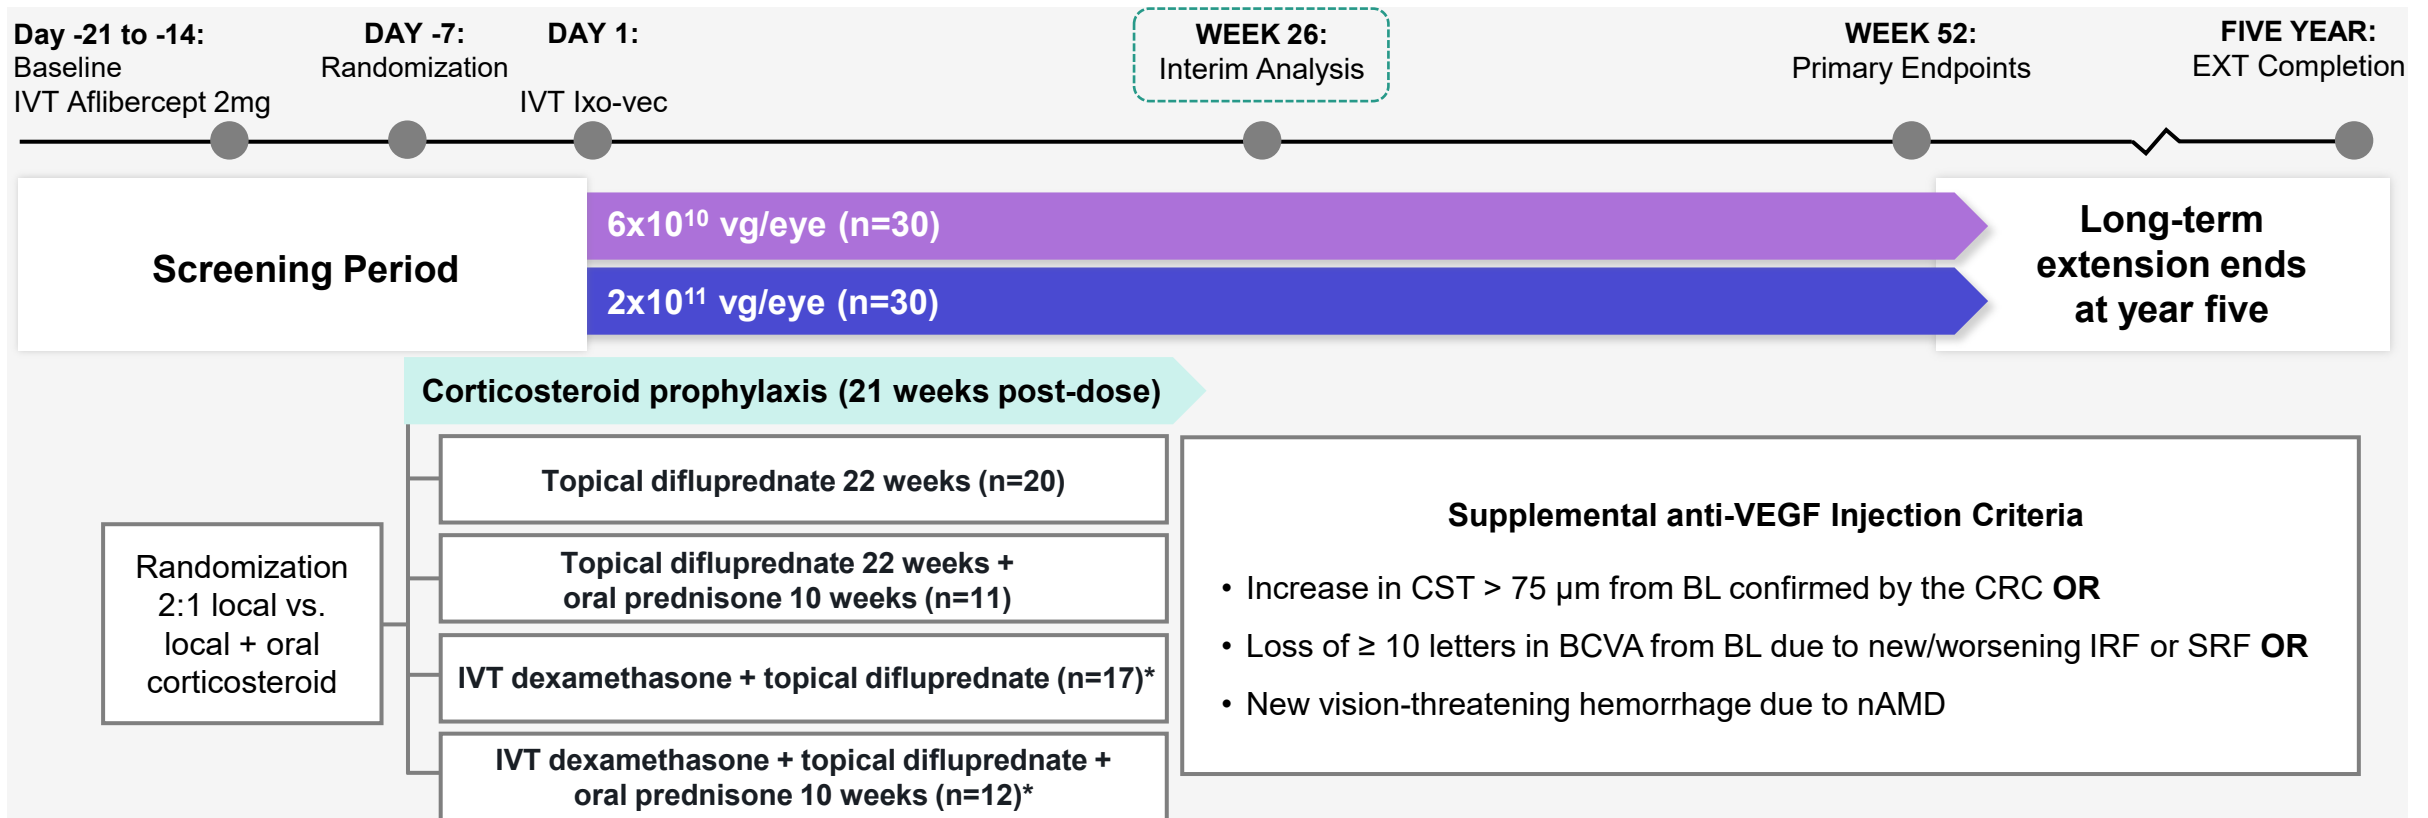 Day -21 to -14:
Baseline
IVT Aflibercept 2mg
DAY -7:
Randomization
DAY 1:
IVT Ixo-vec
WEEK 26:
Interim Analysis
WEEK 52:
Primary Endpoints
FIVE YEAR:
EXT Completion
Screening Period
6x10¹⁰ vg/eye (n=30)
2x10¹¹ vg/eye (n=30)
Long-term
extension ends
at year five
Corticosteroid prophylaxis (21 weeks post-dose)
Randomization
2:1 local vs.
local + oral
corticosteroid
Topical difluprednate 22 weeks (n=20)
Topical difluprednate 22 weeks +
oral prednisone 10 weeks (n=11)
IVT dexamethasone + topical difluprednate (n=17)*
IVT dexamethasone + topical difluprednate +
oral prednisone 10 weeks (n=12)*
Supplemental anti-VEGF Injection Criteria
• Increase in CST > 75 µm from BL confirmed by the CRC OR
• Loss of ≥ 10 letters in BCVA from BL due to new/worsening IRF or SRF OR
• New vision-threatening hemorrhage due to nAMD